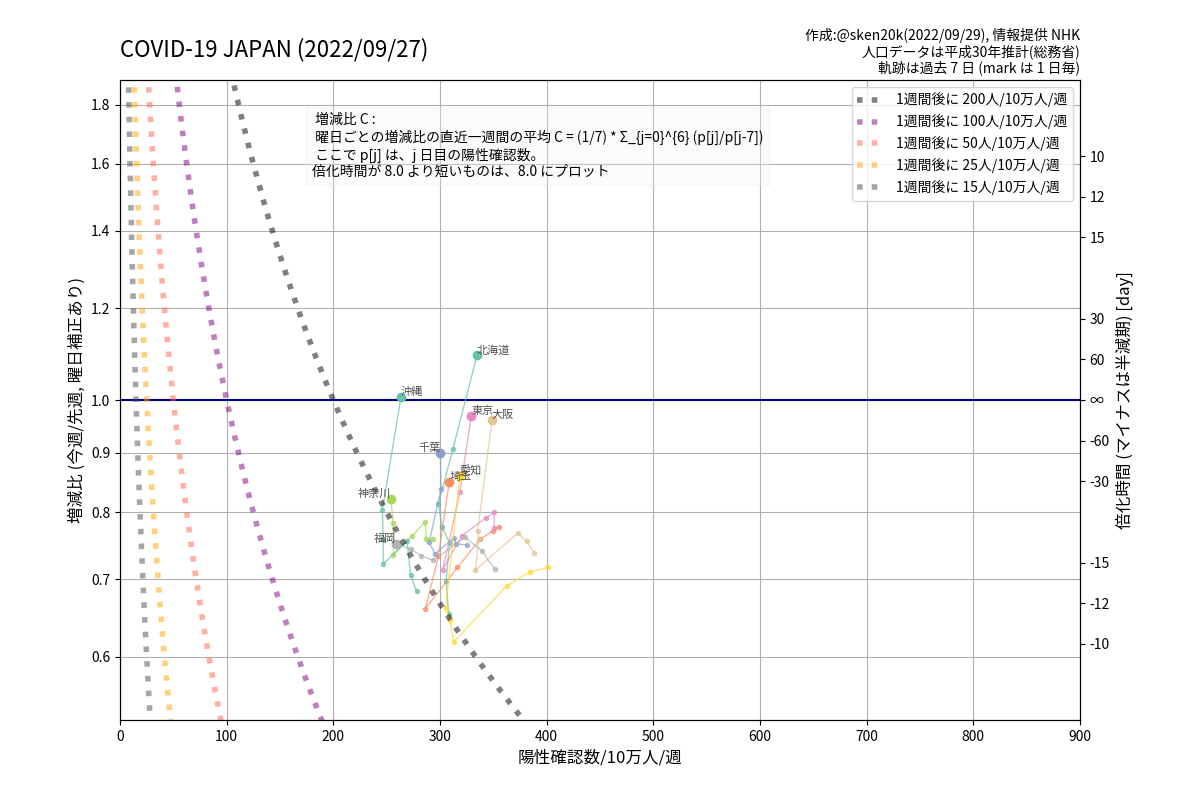 COVID-19 JAPAN (2022/09/27)
作成:@sken20k(2022/09/29), 情報提供 NHK
人口データは平成30年推計(総務省)
軌跡は過去 7 日 (mark は 1 日毎)
増減比 C :
曜日ごとの増減比の直近一週間の平均 C = (1/7) * Σ_{j=0}^{6} (p[j]/p[j-7])
ここで p[j] は、j 日目の陽性確認数。
倍化時間が 8.0 より短いものは、8.0 にプロット
1週間後に 200人/10万人/週
1週間後に 100人/10万人/週
1週間後に 50人/10万人/週
1週間後に 25人/10万人/週
1週間後に 15人/10万人/週
増減比 (今週/先週, 曜日補正あり)
1.8
1.6
1.4
1.2
1.0
0.9
0.8
0.7
0.6
北海道
沖縄
東京
大阪
千葉
愛知
埼玉
神奈川
福岡
10
12
15
30
60
∞
-60
-30
-15
-12
-10
倍化時間 (マイナスは半減期) [day]
0 100 200 300 400 500 600 700 800 900
陽性確認数/10万人/週